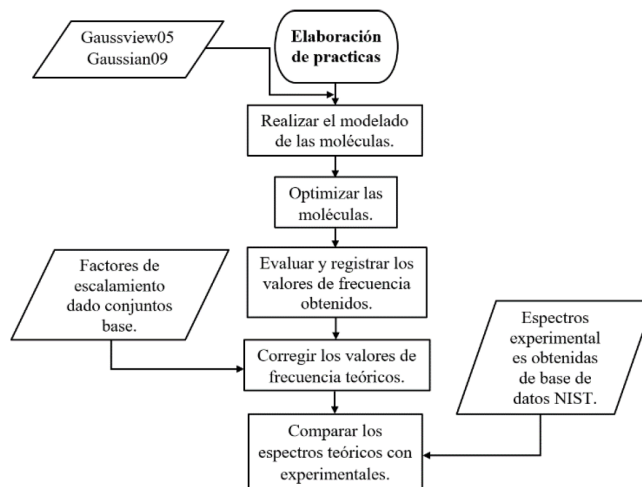 Gaussview05
Gaussian09
Elaboración
de practicas
Realizar el modelado
de las moléculas.
Optimizar las
moléculas.
Evaluar y registrar los
valores de frecuencia
obtenidos.
Factores de
escalamiento
dado conjuntos
base.
Corregir los valores de
frecuencia teóricos.
Espectros
experimental
es obtenidas
de base de
datos NIST.
Comparar los
espectros teóricos con
experimentales.